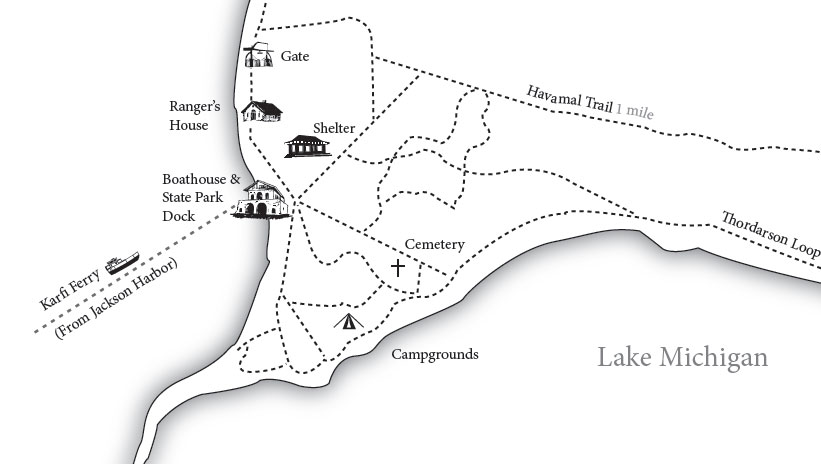 Gate
Ranger's
House
Shelter
Havamal Trail 1 mile
Boathouse &
State Park
Dock
Thordarson Loop
Cemetery
Karfi Ferry
(From Jackson Harbor)
Campgrounds
Lake Michigan